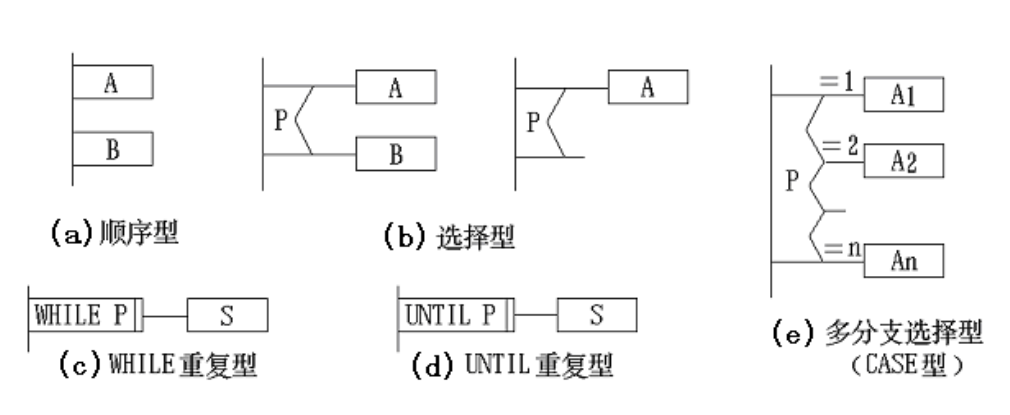 A
B
(a)顺序型
P
A
B
P
A
(b)选择型
WHILE P
S
(c)WHILE重复型
UNTIL P
S
(d)UNTIL重复型
=1
A1
=2
A2
P
=n
An
(e)多分支选择型
(CASE型)